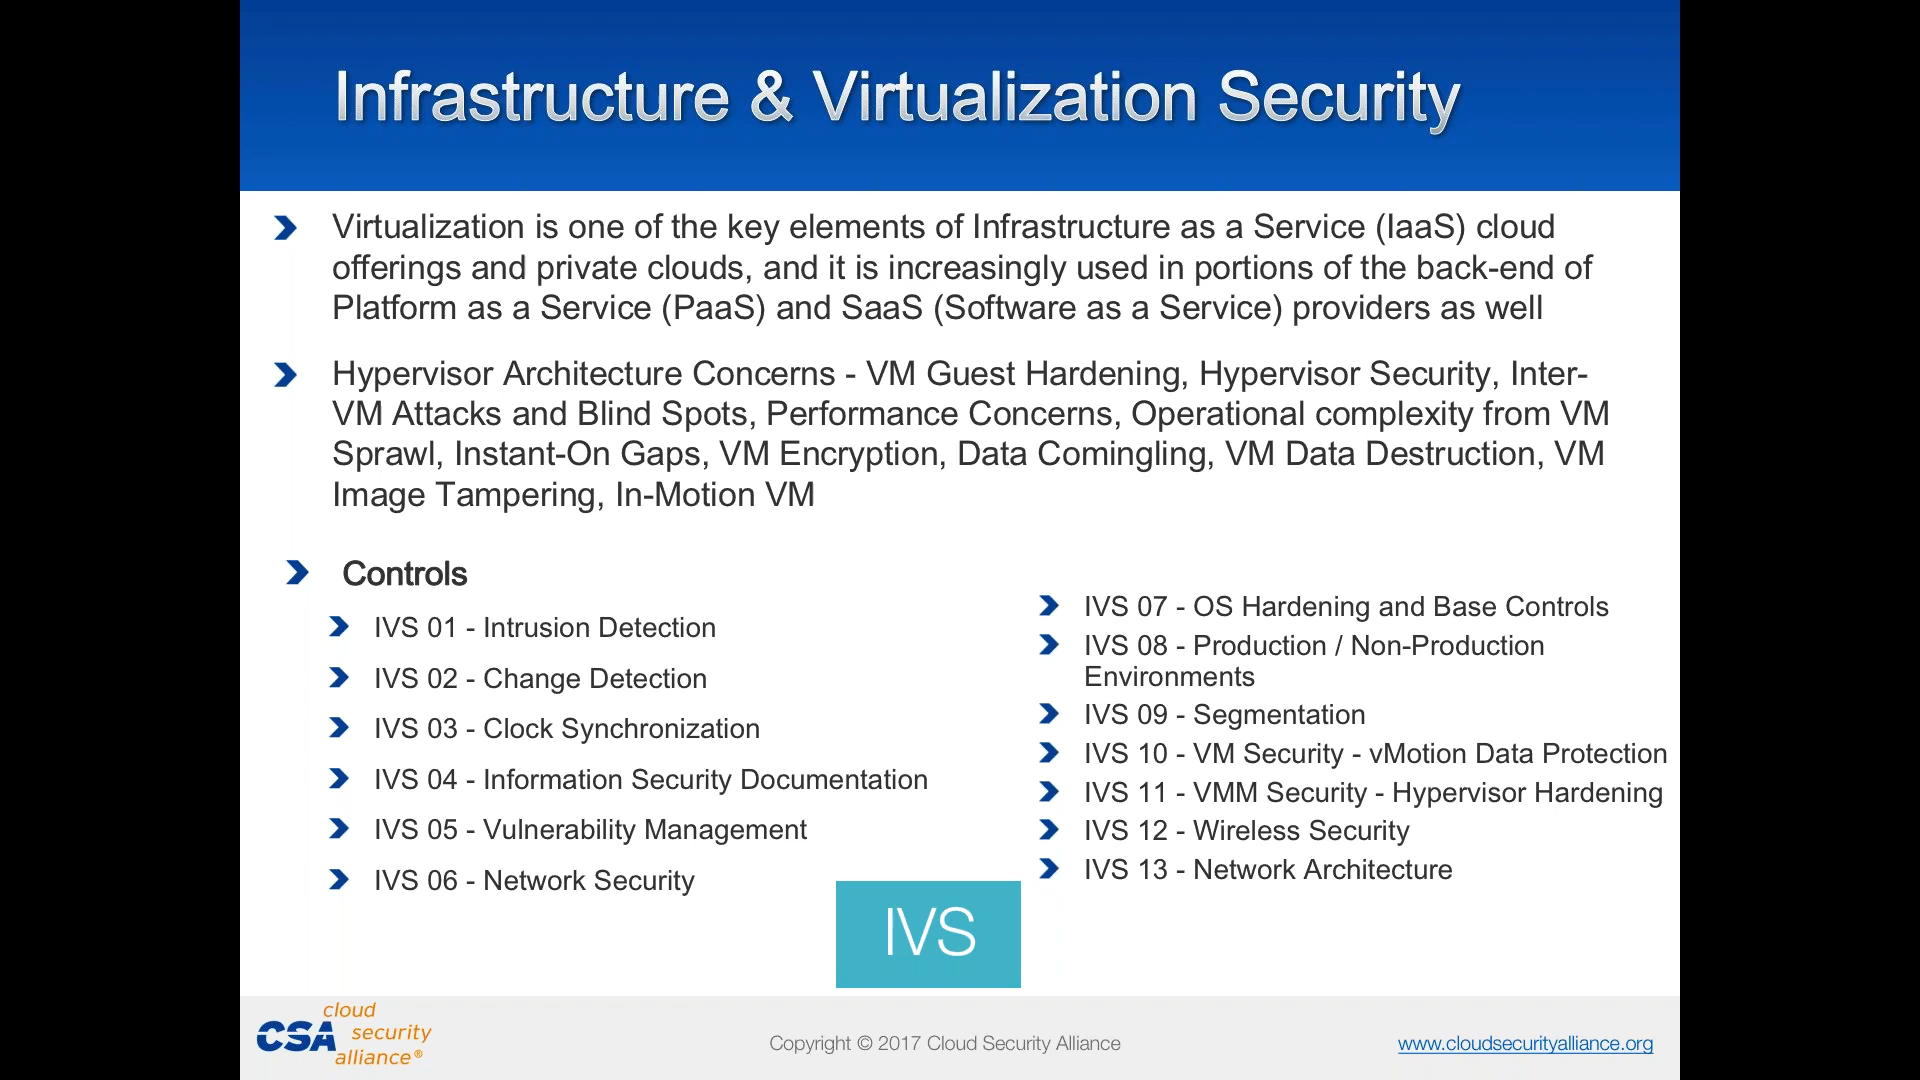 Infrastructure & Virtualization Security
Virtualization is one of the key elements of Infrastructure as a Service (IaaS) cloud
offerings and private clouds, and it is increasingly used in portions of the back-end of
Platform as a Service (PaaS) and SaaS (Software as a Service) providers as well
Hypervisor Architecture Concerns - VM Guest Hardening, Hypervisor Security, Inter-
VM Attacks and Blind Spots, Performance Concerns, Operational complexity from VM
Sprawl, Instant-On Gaps, VM Encryption, Data Comingling, VM Data Destruction, VM
Image Tampering, In-Motion VM
Controls
IVS 01 - Intrusion Detection
IVS 02 - Change Detection
IVS 03 - Clock Synchronization
IVS 04 - Information Security Documentation
IVS 05 - Vulnerability Management
IVS 06 - Network Security
IVS 07 - OS Hardening and Base Controls
IVS 08 - Production / Non-Production
Environments
IVS 09 - Segmentation
IVS 10 - VM Security - vMotion Data Protection
IVS 11 - VMM Security - Hypervisor Hardening
IVS 12 - Wireless Security
IVS 13 - Network Architecture
IVS
cloud
CSA security
alliance®
Copyright © 2017 Cloud Security Alliance
www.cloudsecurityalliance.org